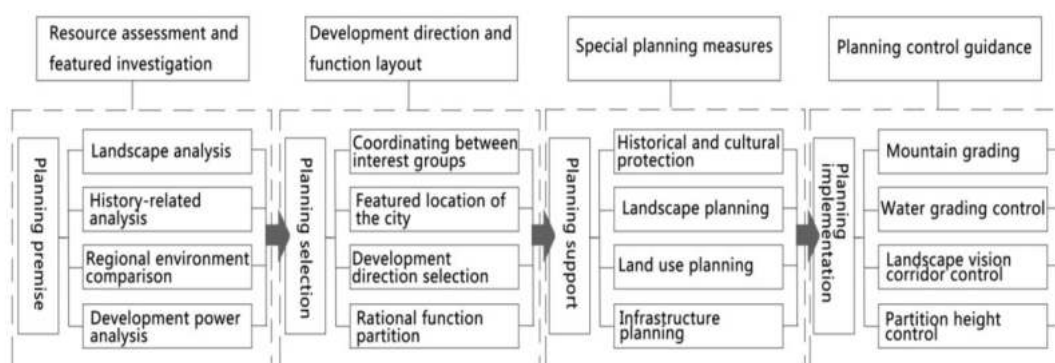 Resource assessment and
featured investigation
Development direction and
function layout
Special planning measures
Planning control guidance
Planning premise
Landscape analysis
History-related
analysis
Regional environment
comparison
Development power
analysis
Planning selection
Coordinating between
interest groups
Featured location of
the city
Development
direction selection
Rational function
partition
Planning support
Historical and cultural
protection
Landscape planning
Land use planning
Infrastructure
planning
Planning
implementation
Mountain grading
Water grading control
Landscape vision
corridor control
Partition height
control